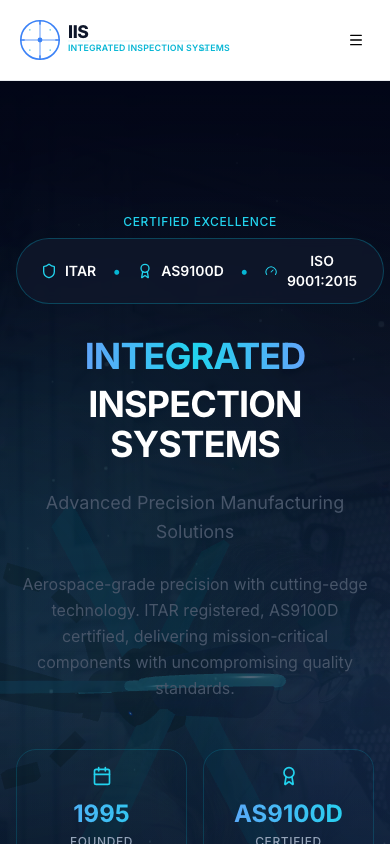 IIS
INTEGRATED INSPECTION SYSTEMS
CERTIFIED EXCELLENCE
ITAR • AS9100D • ISO
9001:2015
INTEGRATED
INSPECTION
SYSTEMS
Advanced Precision Manufacturing
Solutions
Aerospace-grade precision with cutting-edge
technology. ITAR registered, AS9100D
certified, delivering mission-critical
components with uncompromising quality
standards.
1995 AS9100D
FOUNDED CERTIFIED